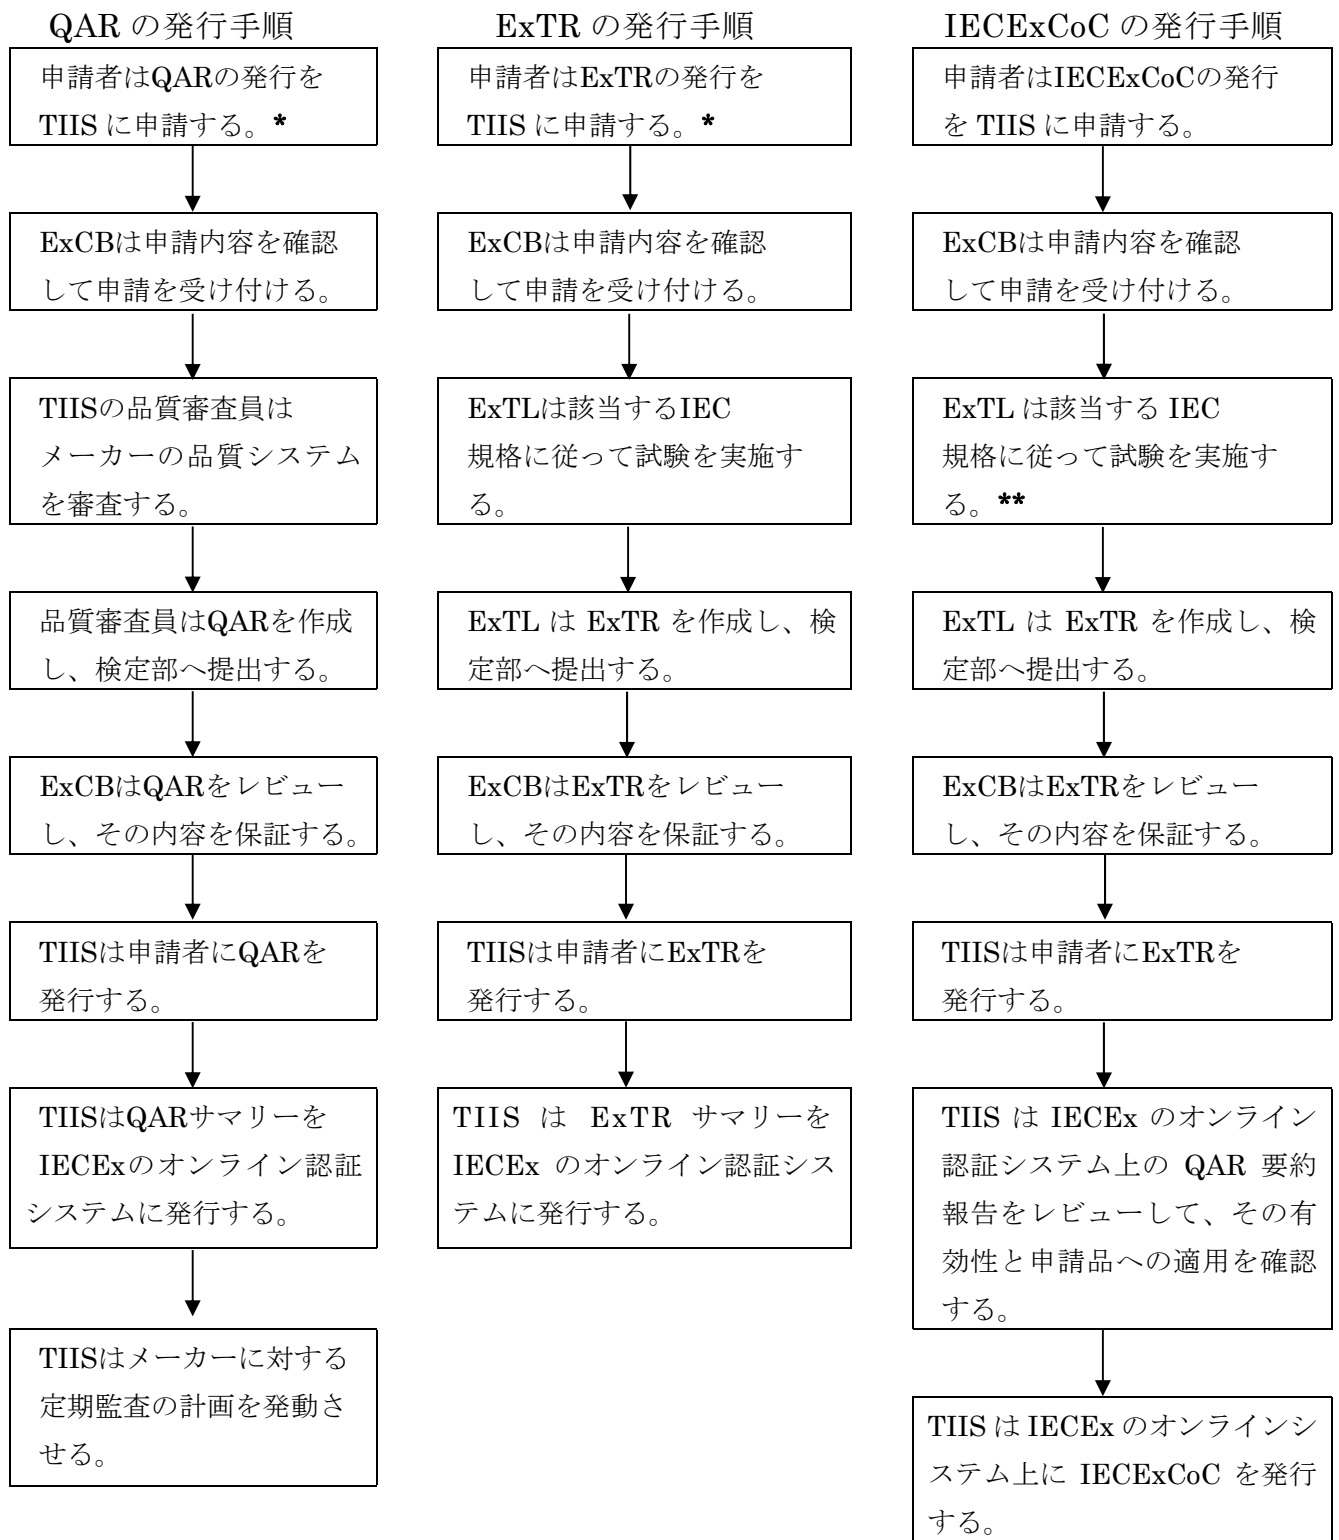 QAR の発行手順
申請者はQARの発行を
TIIS に申請する。*
ExCBは申請内容を確認
して申請を受け付ける。
TIISの品質審査員は
メーカーの品質システム
を審査する。
品質審査員はQARを作成
し、検定部へ提出する。
ExCBはQARをレビュー
し、その内容を保証する。
TIISは申請者にQARを
発行する。
TIISはQARサマリーを
IECExのオンライン認証
システムに発行する。
TIISはメーカーに対する
定期監査の計画を発動さ
せる。
ExTR の発行手順
申請者はExTRの発行を
TIIS に申請する。*
ExCBは申請内容を確認
して申請を受け付ける。
ExTLは該当するIEC
規格に従って試験を実施す
る。
ExTL は ExTR を作成し、検
定部へ提出する。
ExCBはExTRをレビュー
し、その内容を保証する。
TIISは申請者にExTRを
発行する。
TIIS は ExTR サマリーを
IECEx のオンライン認証シス
テムに発行する。
IECExCoC の発行手順
申請者はIECExCoCの発行
を TIIS に申請する。
ExCBは申請内容を確認
して申請を受け付ける。
ExTL は該当する IEC
規格に従って試験を実施す
る。**
ExTL は ExTR を作成し、検
定部へ提出する。
ExCBはExTRをレビュー
し、その内容を保証する。
TIISは申請者にExTRを
発行する。
TIIS は IECEx のオンライン
認証システム上の QAR 要約
報告をレビューして、その有
効性と申請品への適用を確認
する。
TIIS は IECEx のオンラインシ
ステム上に IECExCoC を発行
する。